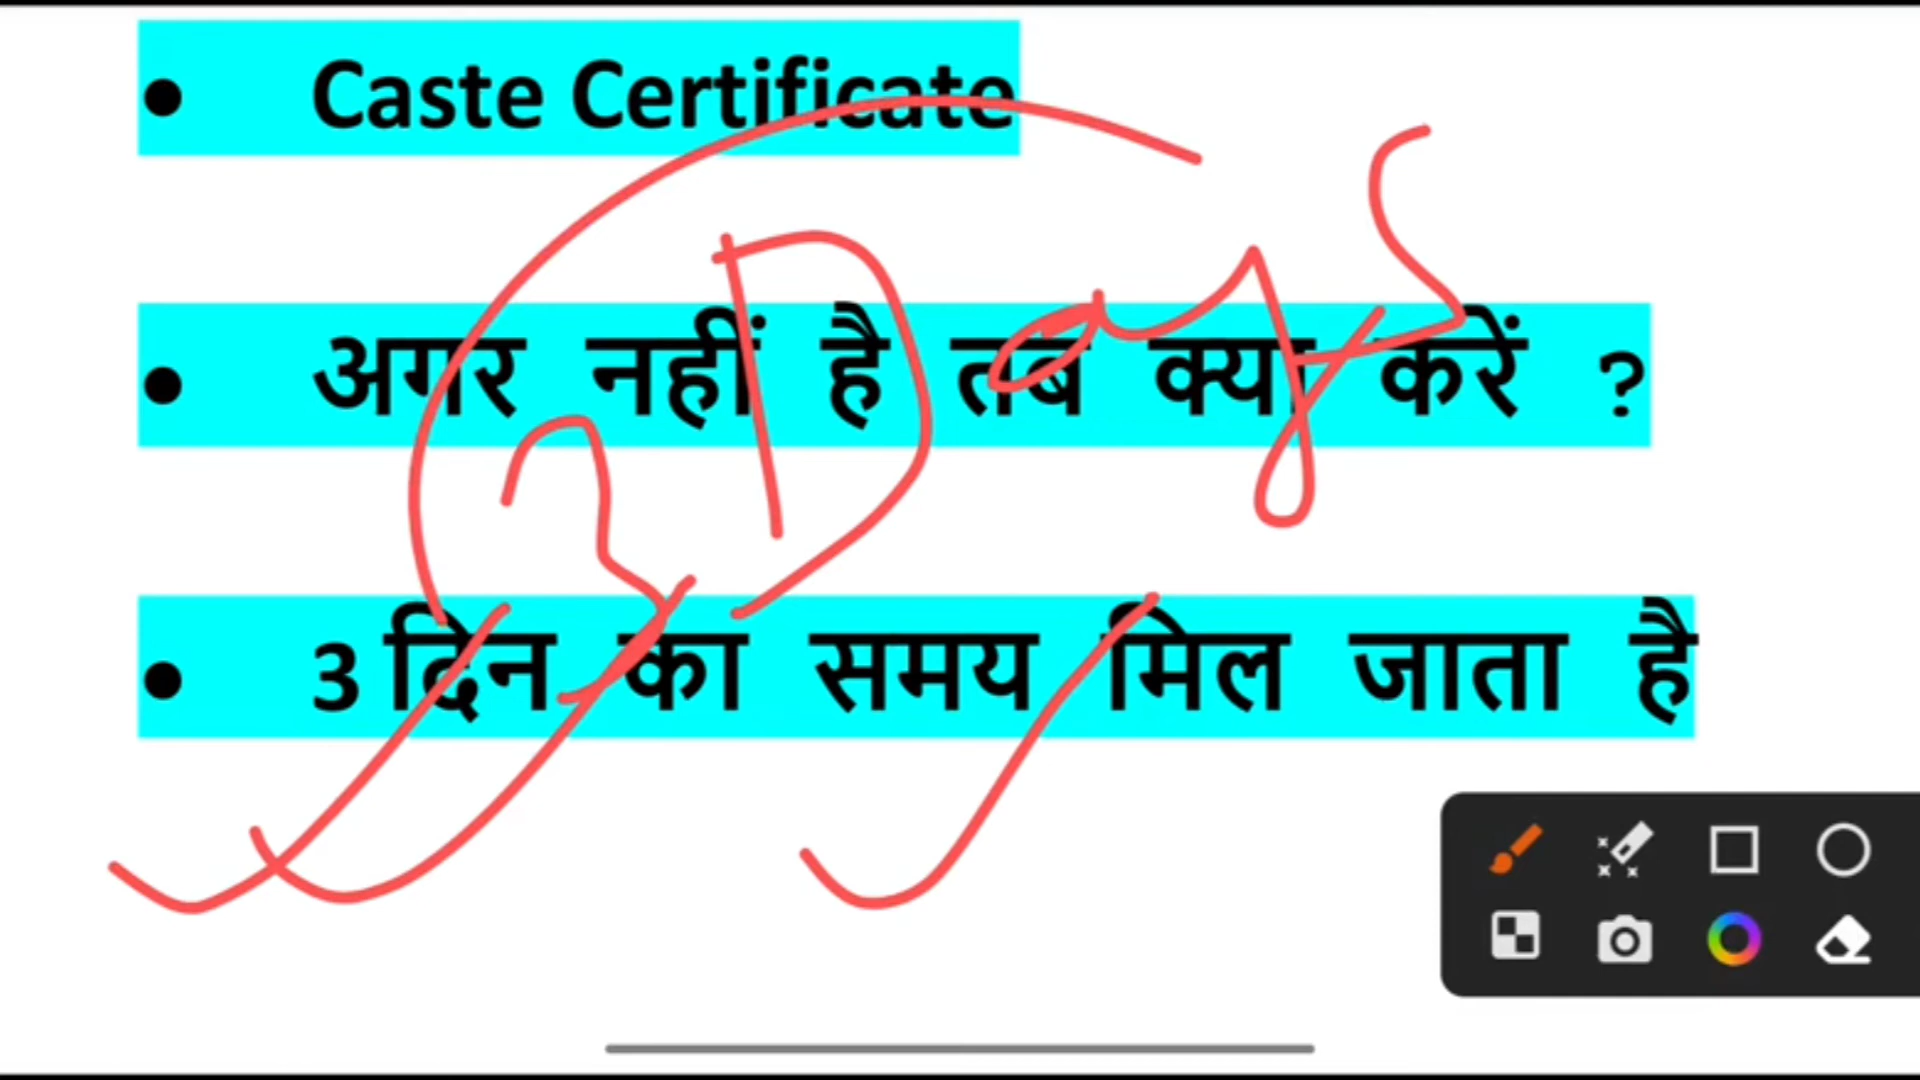 • Caste Certificate
• अगर नहीं है तब क्या करें ?
3 Days
• 3 दिन का समय मिल जाता है